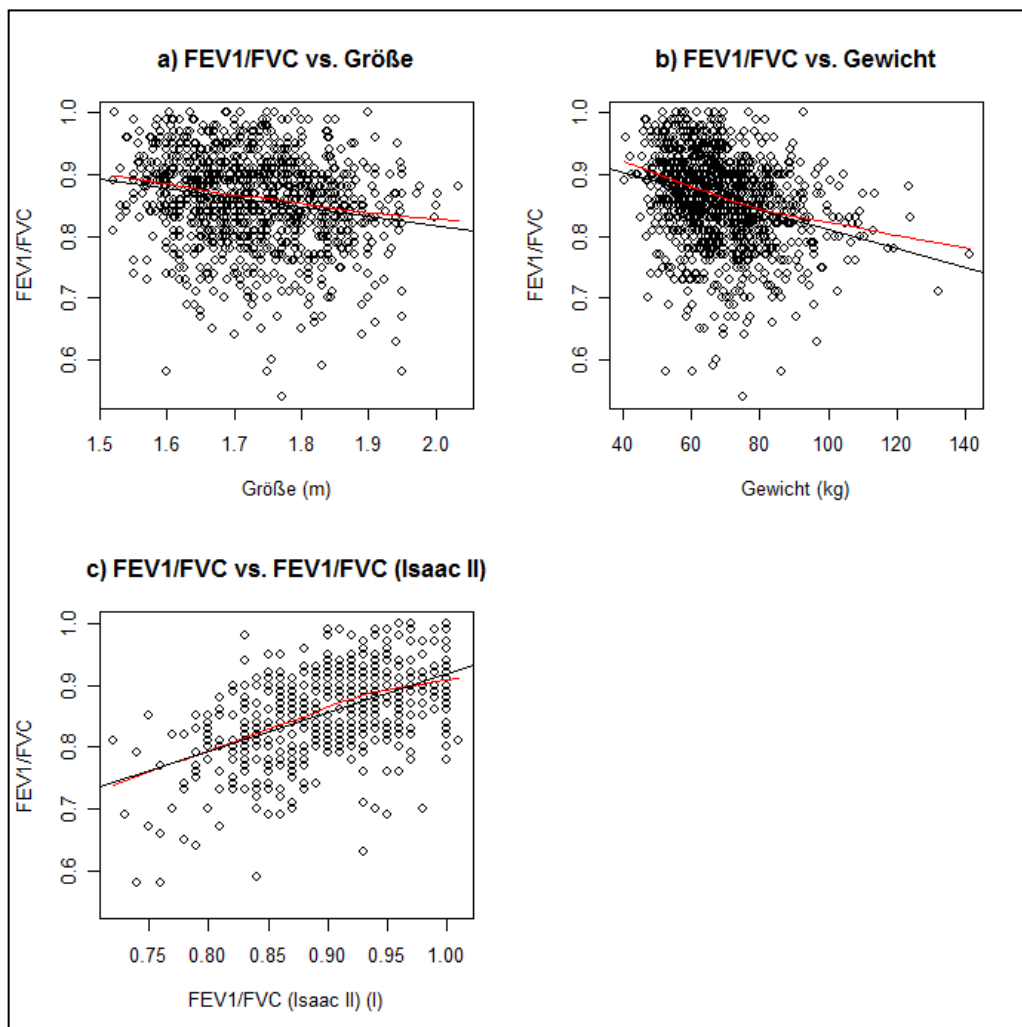 a) FEV1/FVC vs. Größe
FEV1/FVC
1.0
0.9
0.8
0.7
0.6
1.5 1.6 1.7 1.8 1.9 2.0
Größe (m)
b) FEV1/FVC vs. Gewicht
FEV1/FVC
1.0
0.9
0.8
0.7
0.6
40 60 80 100 120 140
Gewicht (kg)
c) FEV1/FVC vs. FEV1/FVC (Isaac II)
FEV1/FVC
1.0
0.9
0.8
0.7
0.6
0.75 0.80 0.85 0.90 0.95 1.00
FEV1/FVC (Isaac II) (l)